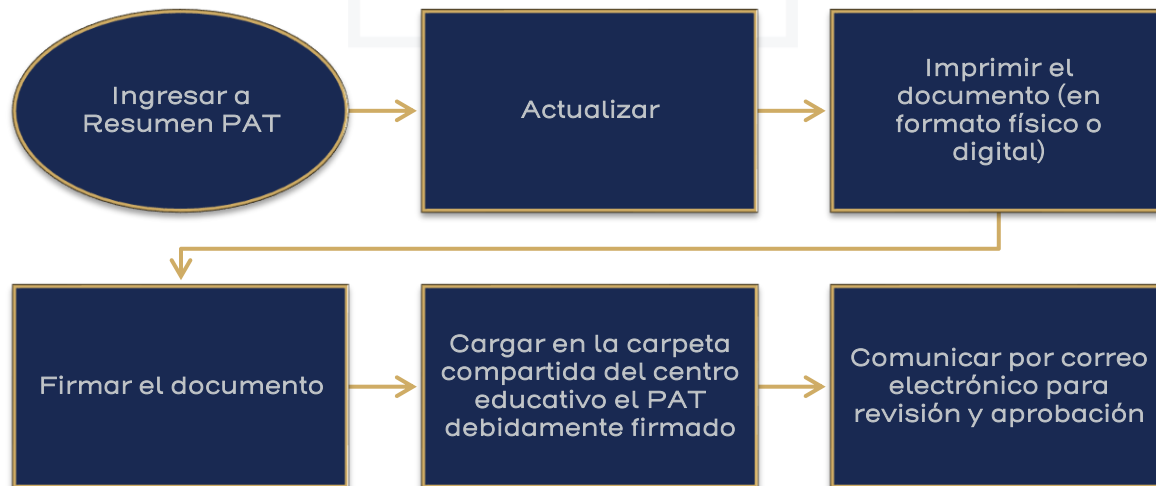 Ingresar a
Resumen PAT
Actualizar
Imprimir el
documento (en
formato físico o
digital)
Firmar el documento
Cargar en la carpeta
compartida del centro
educativo el PAT
debidamente firmado
Comunicar por correo
electrónico para
revisión y aprobación